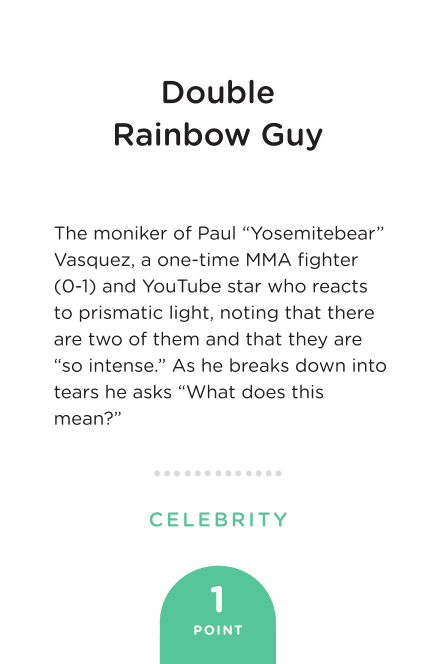 Double
Rainbow Guy
The moniker of Paul “Yosemitebear”
Vasquez, a one-time MMA fighter
(0-1) and YouTube star who reacts
to prismatic light, noting that there
are two of them and that they are
“so intense.” As he breaks down into
tears he asks “What does this
mean?”
CELEBRITY
1
POINT